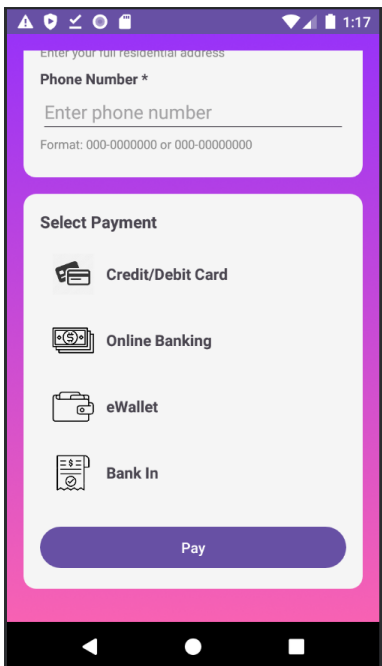 1:17
Enter your full residential address
Phone Number *
Enter phone number
Format: 000-0000000 or 000-00000000
Select Payment
Credit/Debit Card
Online Banking
eWallet
Bank In
Pay